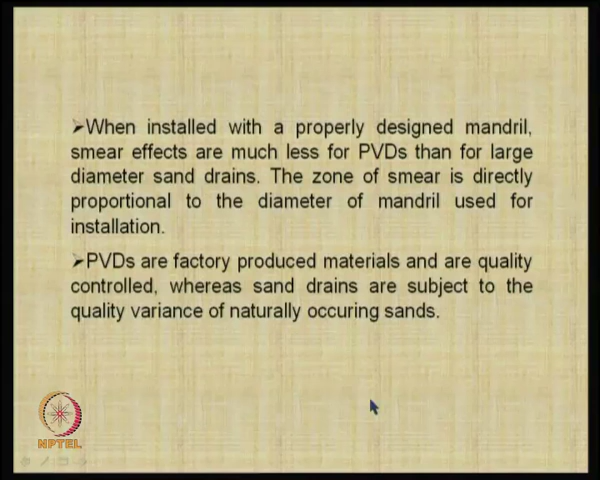 ➢When installed with a properly designed mandril,
smear effects are much less for PVDs than for large
diameter sand drains. The zone of smear is directly
proportional to the diameter of mandril used for
installation.
➢PVDs are factory produced materials and are quality
controlled, whereas sand drains are subject to the
quality variance of naturally occuring sands.
NPTEL